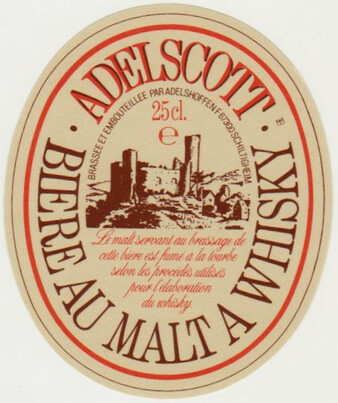 · ADELSCOTT ·
BRASSEE ET EMBOUTEILLEE PAR ADELSHOFFEN F 67300 SCHILTIGHEIM
25cl.
e
Le malt servant au brassage de
cette bière est fumé à la tourbe
selon les procédés utilisés
pour l'élaboration
du whisky.
BIERE AU MALT A WHISKY